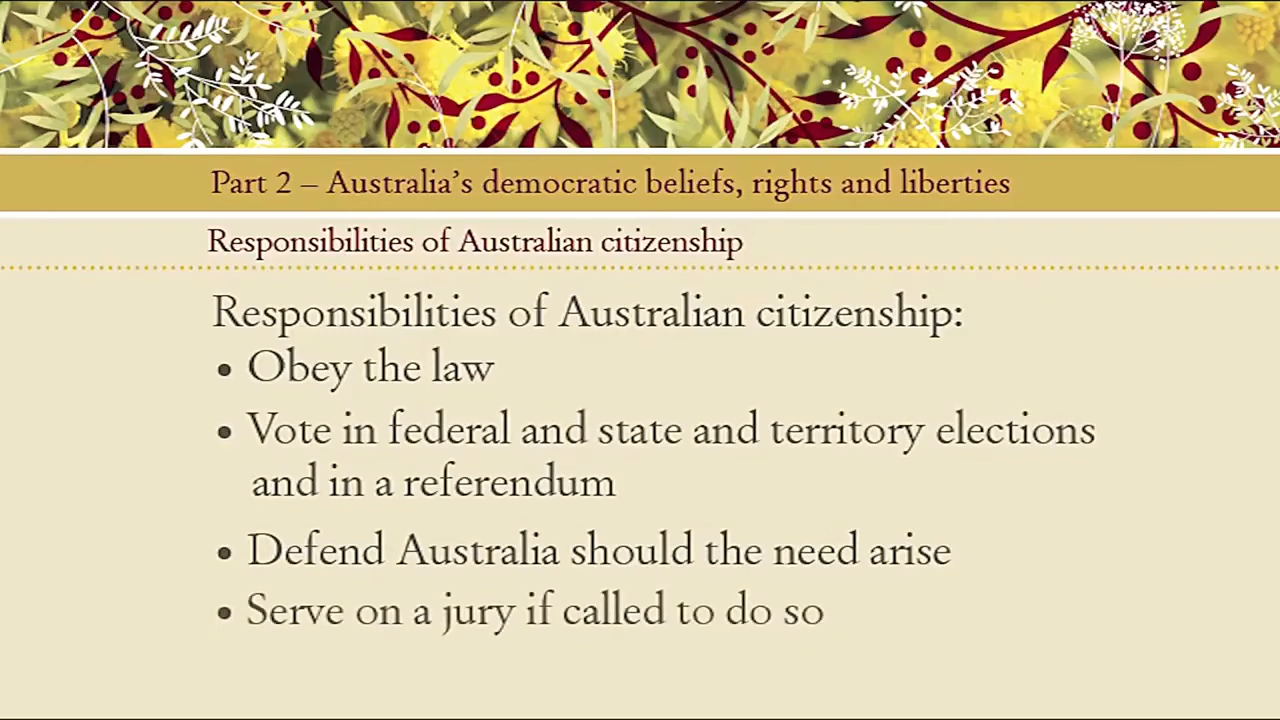 Part 2 – Australia's democratic beliefs, rights and liberties
Responsibilities of Australian citizenship
Responsibilities of Australian citizenship:
• Obey the law
• Vote in federal and state and territory elections
and in a referendum
• Defend Australia should the need arise
• Serve on a jury if called to do so